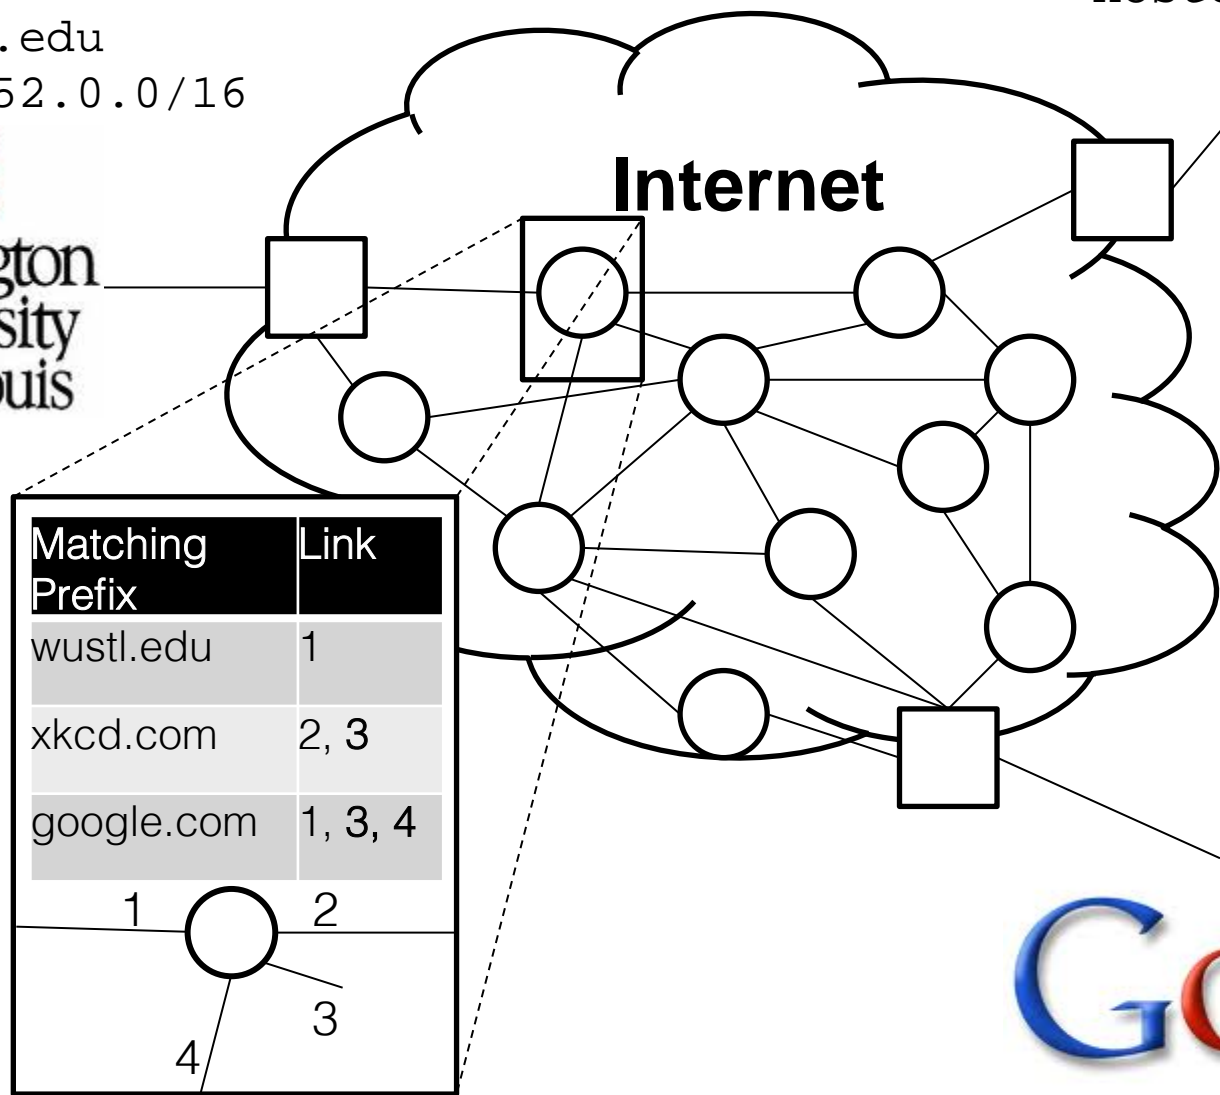 .edu
52.0.0/16
Internet
gton
sity
ouis
Matching Link
Prefix
wustl.edu 1
xkcd.com 2, 3
google.com 1, 3, 4
1 2
3
4
Go